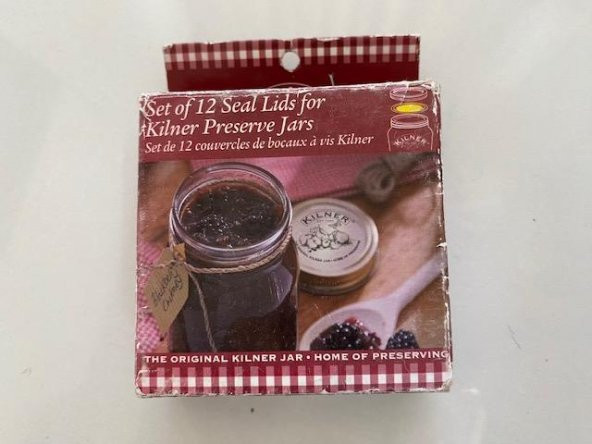 Set of 12 Seal Lids for
Kilner Preserve Jars
Set de 12 couvercles de bocaux à vis Kilner
KILNER
KILNER
THE ORIGINAL KILNER JAR • HOME OF PRESERVING